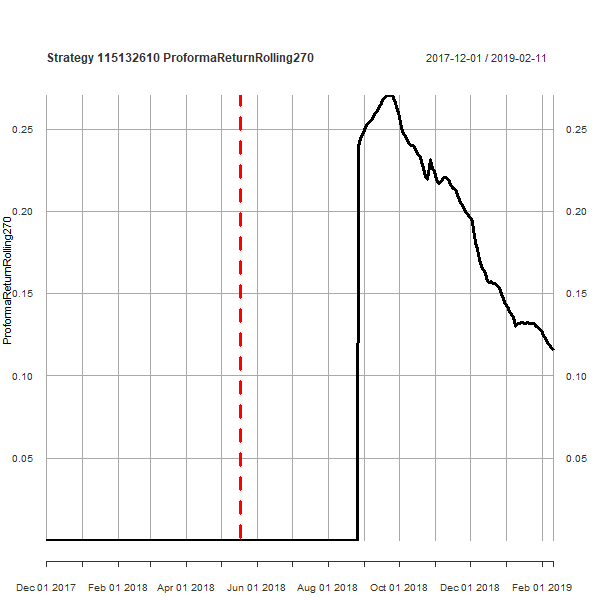 Strategy 115132610 ProformaReturnRolling270 2017-12-01 / 2019-02-11
ProformaReturnRolling270
0.25 0.25
0.20 0.20
0.15 0.15
0.10 0.10
0.05 0.05
Dec 01 2017 Feb 01 2018 Apr 01 2018 Jun 01 2018 Aug 01 2018 Oct 01 2018 Dec 01 2018 Feb 01 2019